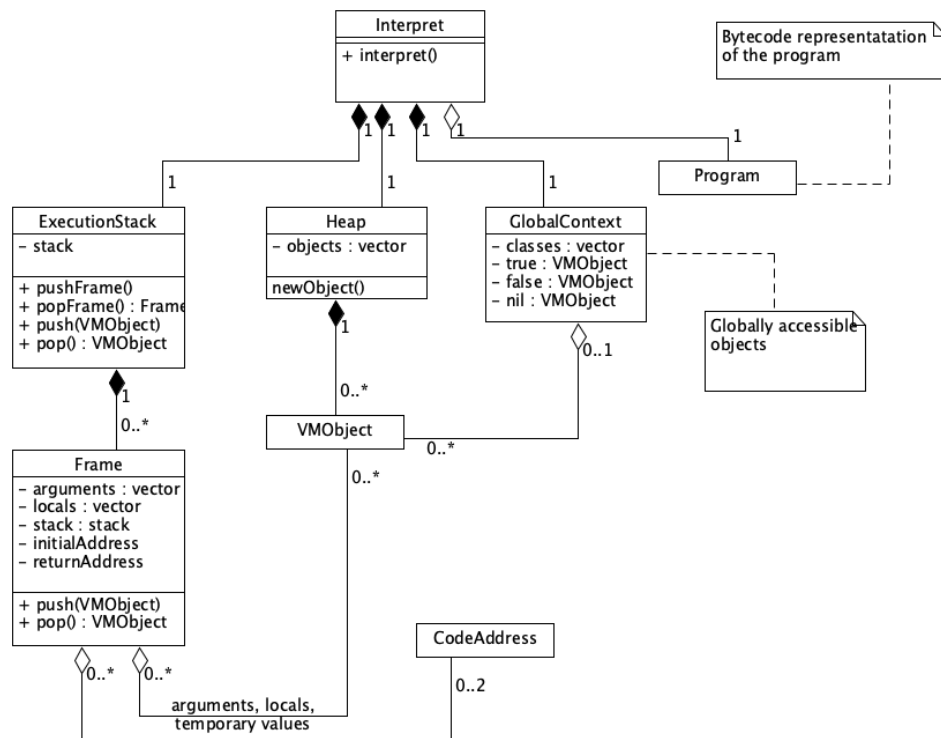 Interpret
+ interpret()
Bytecode representatation
of the program
1
1
1
1
1
1
1
1
Program
ExecutionStack
- stack
+ pushFrame()
+ popFrame() : Frame
+ push(VMObject)
+ pop() : VMObject
Heap
- objects : vector
newObject()
GlobalContext
- classes : vector
- true : VMObject
- false : VMObject
- nil : VMObject
Globally accessible
objects
1
0..*
1
0..*
0..1
VMObject
0..*
0..*
Frame
- arguments : vector
- locals : vector
- stack : stack
- initialAddress
- returnAddress
+ push(VMObject)
+ pop() : VMObject
0..*
0..*
arguments, locals,
temporary values
CodeAddress
0..2